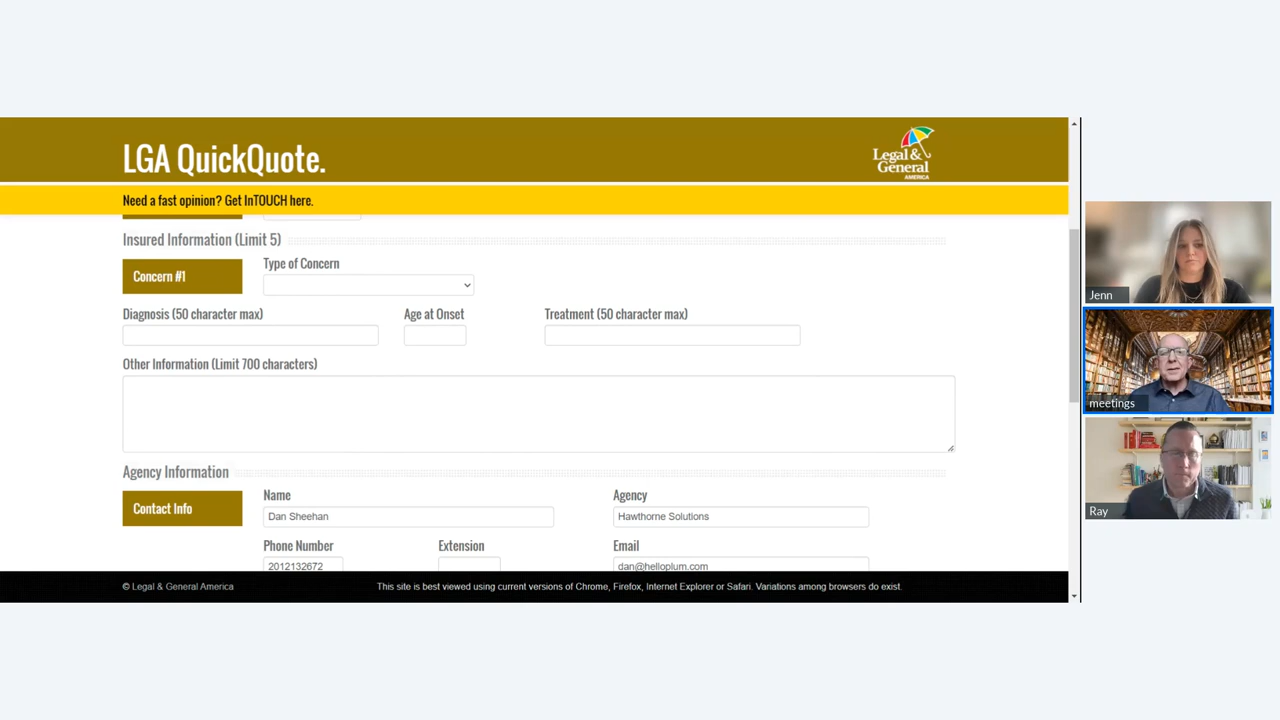 LGA QuickQuote.
Legal &
General
AMERICA
Need a fast opinion? Get InTOUCH here.
Insured Information (Limit 5)
Concern #1
Type of Concern
Diagnosis (50 character max)
Age at Onset
Treatment (50 character max)
Other Information (Limit 700 characters)
Agency Information
Contact Info
Name
Agency
Dan Sheehan
Hawthorne Solutions
Phone Number
Extension
Email
2012132672
dan@helloplum.com
© Legal & General America
This site is best viewed using current versions of Chrome, Firefox, Internet Explorer or Safari. Variations among browsers do exist.
Jenn
meetings
Ray